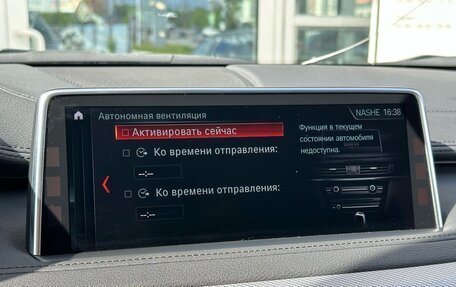 Автономная вентиляция
NASHE 16:38
Активировать сейчас
Ко времени отправления:
--:--
Ко времени отправления:
--:--
Функция в текущем
состоянии автомобиля
недоступна.